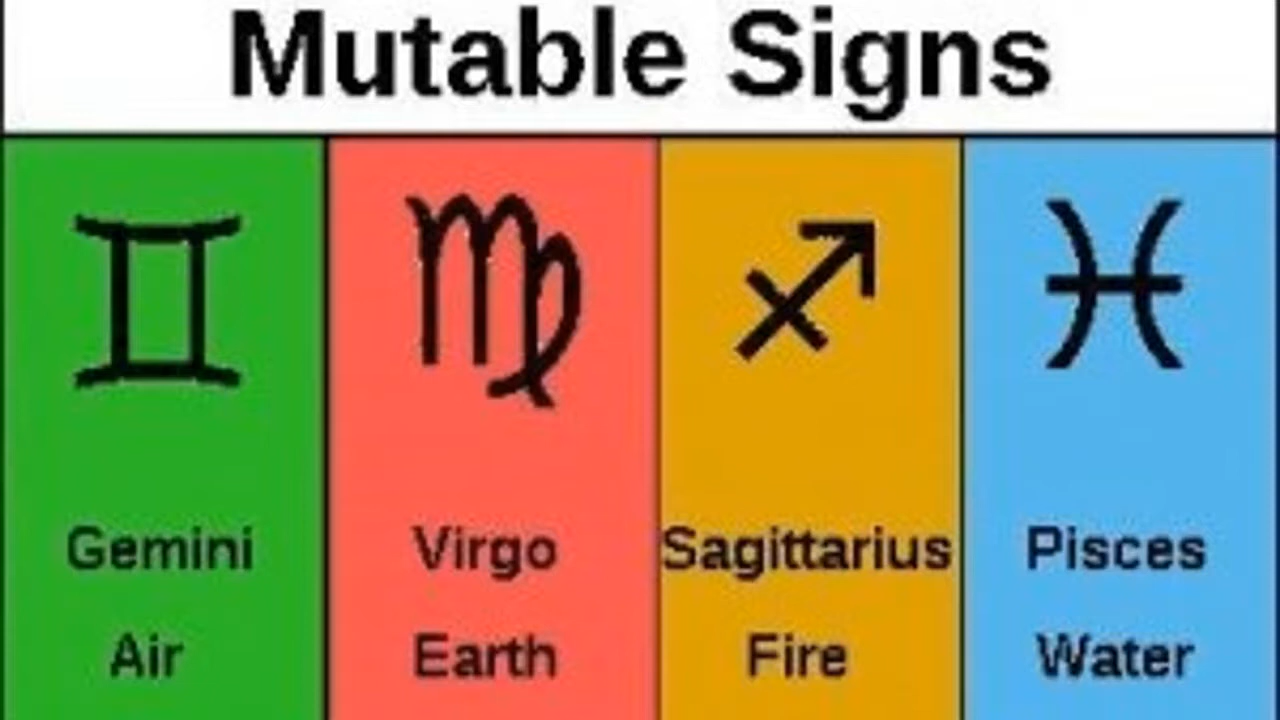 Mutable Signs
♊ ♍ ♐ ♓
Gemini Virgo Sagittarius Pisces
Air Earth Fire Water